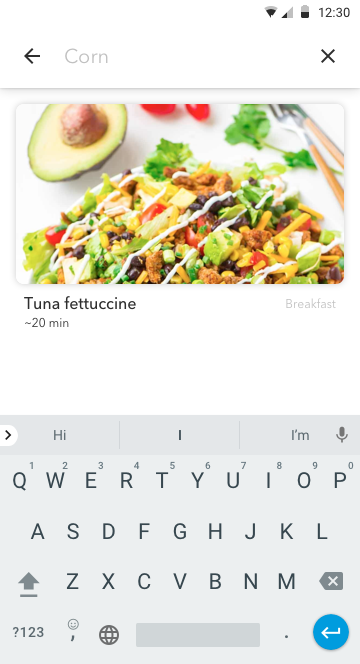 12:30
Corn
Tuna fettuccine
Breakfast
~20 min
Hi I I'm
1 2 3 4 5 6 7 8 9 0
Q W E R T Y U I O P
A S D F G H J K L
Z X C V B N M
?123 , .